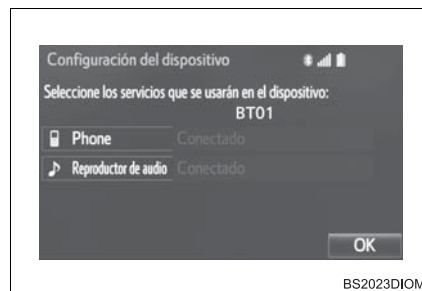 Configuración del dispositivo
Seleccione los servicios que se usarán en el dispositivo:
BT01
Phone Conectado
Reproductor de audio Conectado
OK
BS2023DIOM